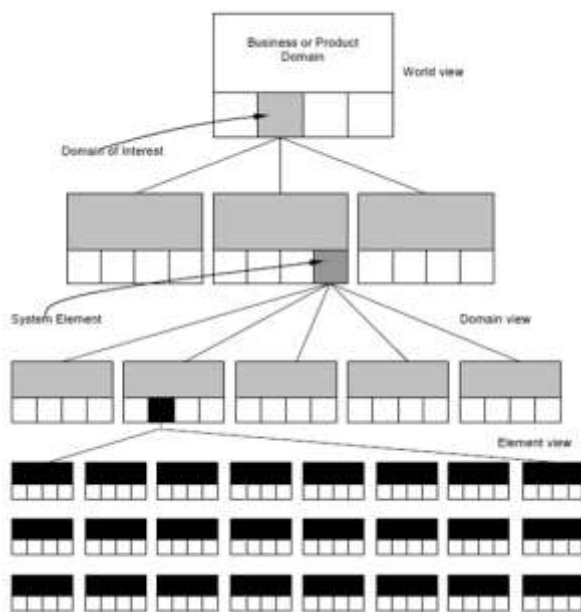 Business or Product
Domain
World view
Domain of Interest
System Element
Domain view
Element view